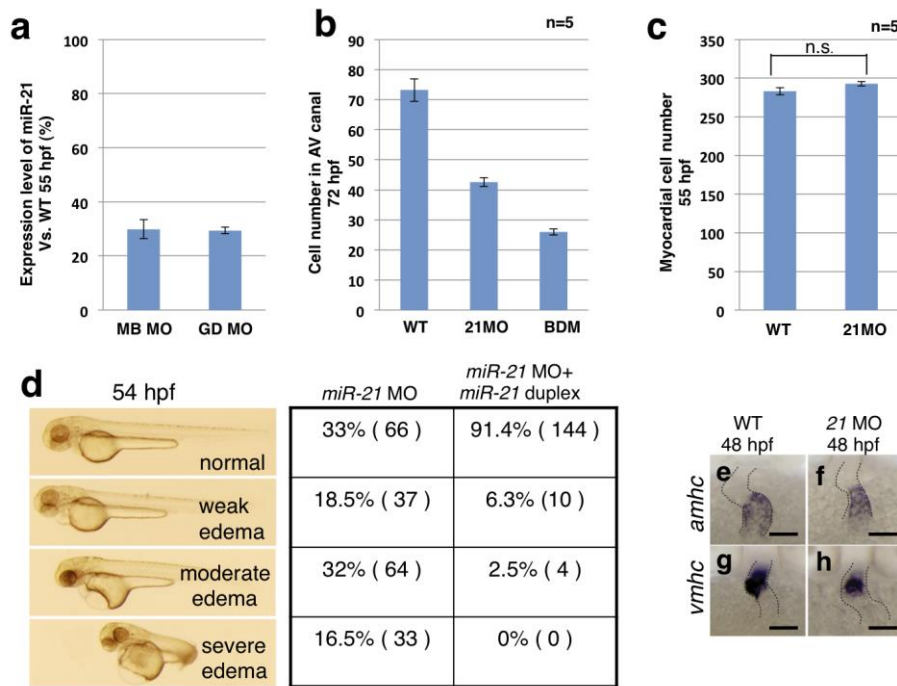 a
Expression level of miR-21
Vs. WT 55 hpf (%)
100
80
60
40
20
0
MB MO GD MO
b
n=5
Cell number in AV canal
72 hpf
90
80
70
60
50
40
30
20
10
0
WT 21MO BDM
c
n=5
Myocardial cell number
55 hpf
350
300
250
200
150
100
50
0
n.s.
WT 21MO
d
54 hpf
miR-21 MO
miR-21 MO+
miR-21 duplex
normal
33% ( 66 ) 91.4% ( 144 )
weak
edema
18.5% ( 37 ) 6.3% (10 )
moderate
edema
32% ( 64 ) 2.5% ( 4 )
severe
edema
16.5% ( 33 ) 0% ( 0 )
WT
48 hpf
21 MO
48 hpf
amhc
e
f
vmhc
g
h